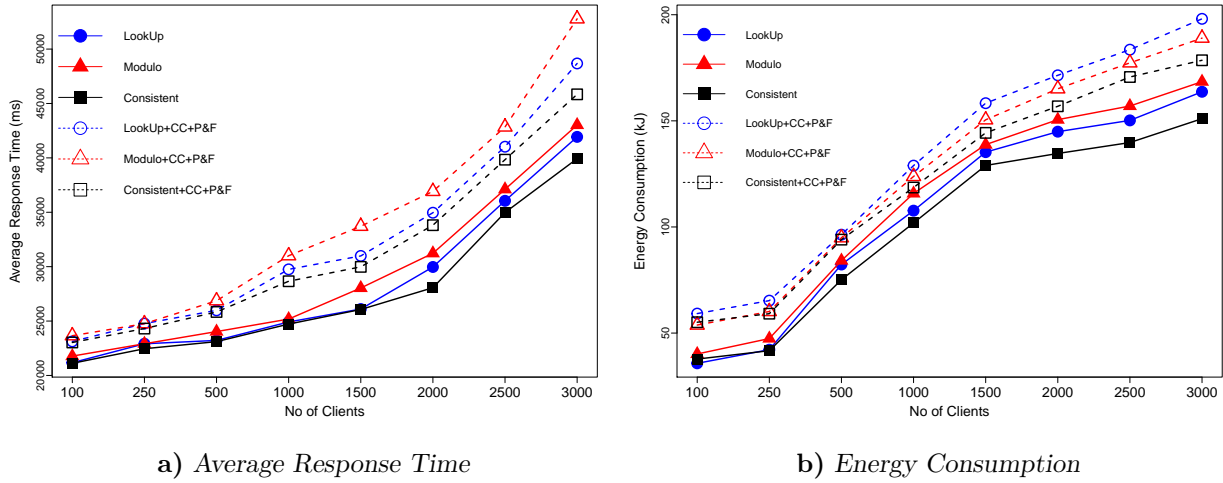 Average Response Time (ms)
50000
45000
40000
35000
30000
25000
20000
LookUp
Modulo
Consistent
LookUp+CC+P&F
Modulo+CC+P&F
Consistent+CC+P&F
100 250 500 1000 1500 2000 2500 3000
No of Clients
a) Average Response Time
Energy Consumption (kJ)
200
150
100
50
LookUp
Modulo
Consistent
LookUp+CC+P&F
Modulo+CC+P&F
Consistent+CC+P&F
100 250 500 1000 1500 2000 2500 3000
No of Clients
b) Energy Consumption